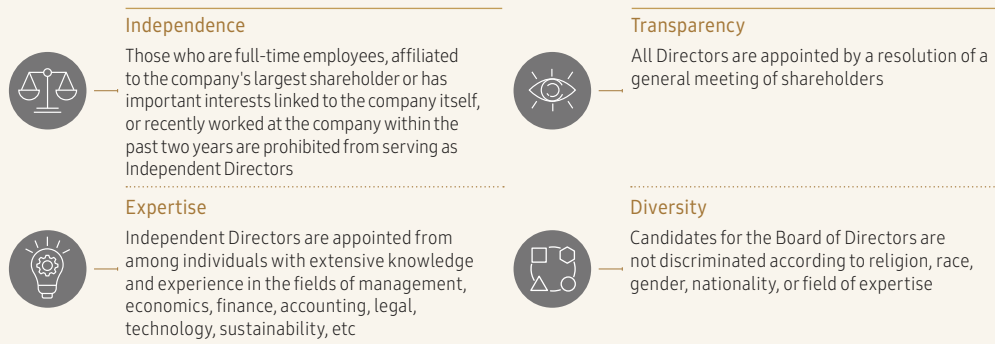 Independence
Those who are full-time employees, affiliated
to the company's largest shareholder or has
important interests linked to the company itself,
or recently worked at the company within the
past two years are prohibited from serving as
Independent Directors
Transparency
All Directors are appointed by a resolution of a
general meeting of shareholders
Expertise
Independent Directors are appointed from
among individuals with extensive knowledge
and experience in the fields of management,
economics, finance, accounting, legal,
technology, sustainability, etc
Diversity
Candidates for the Board of Directors are
not discriminated according to religion, race,
gender, nationality, or field of expertise